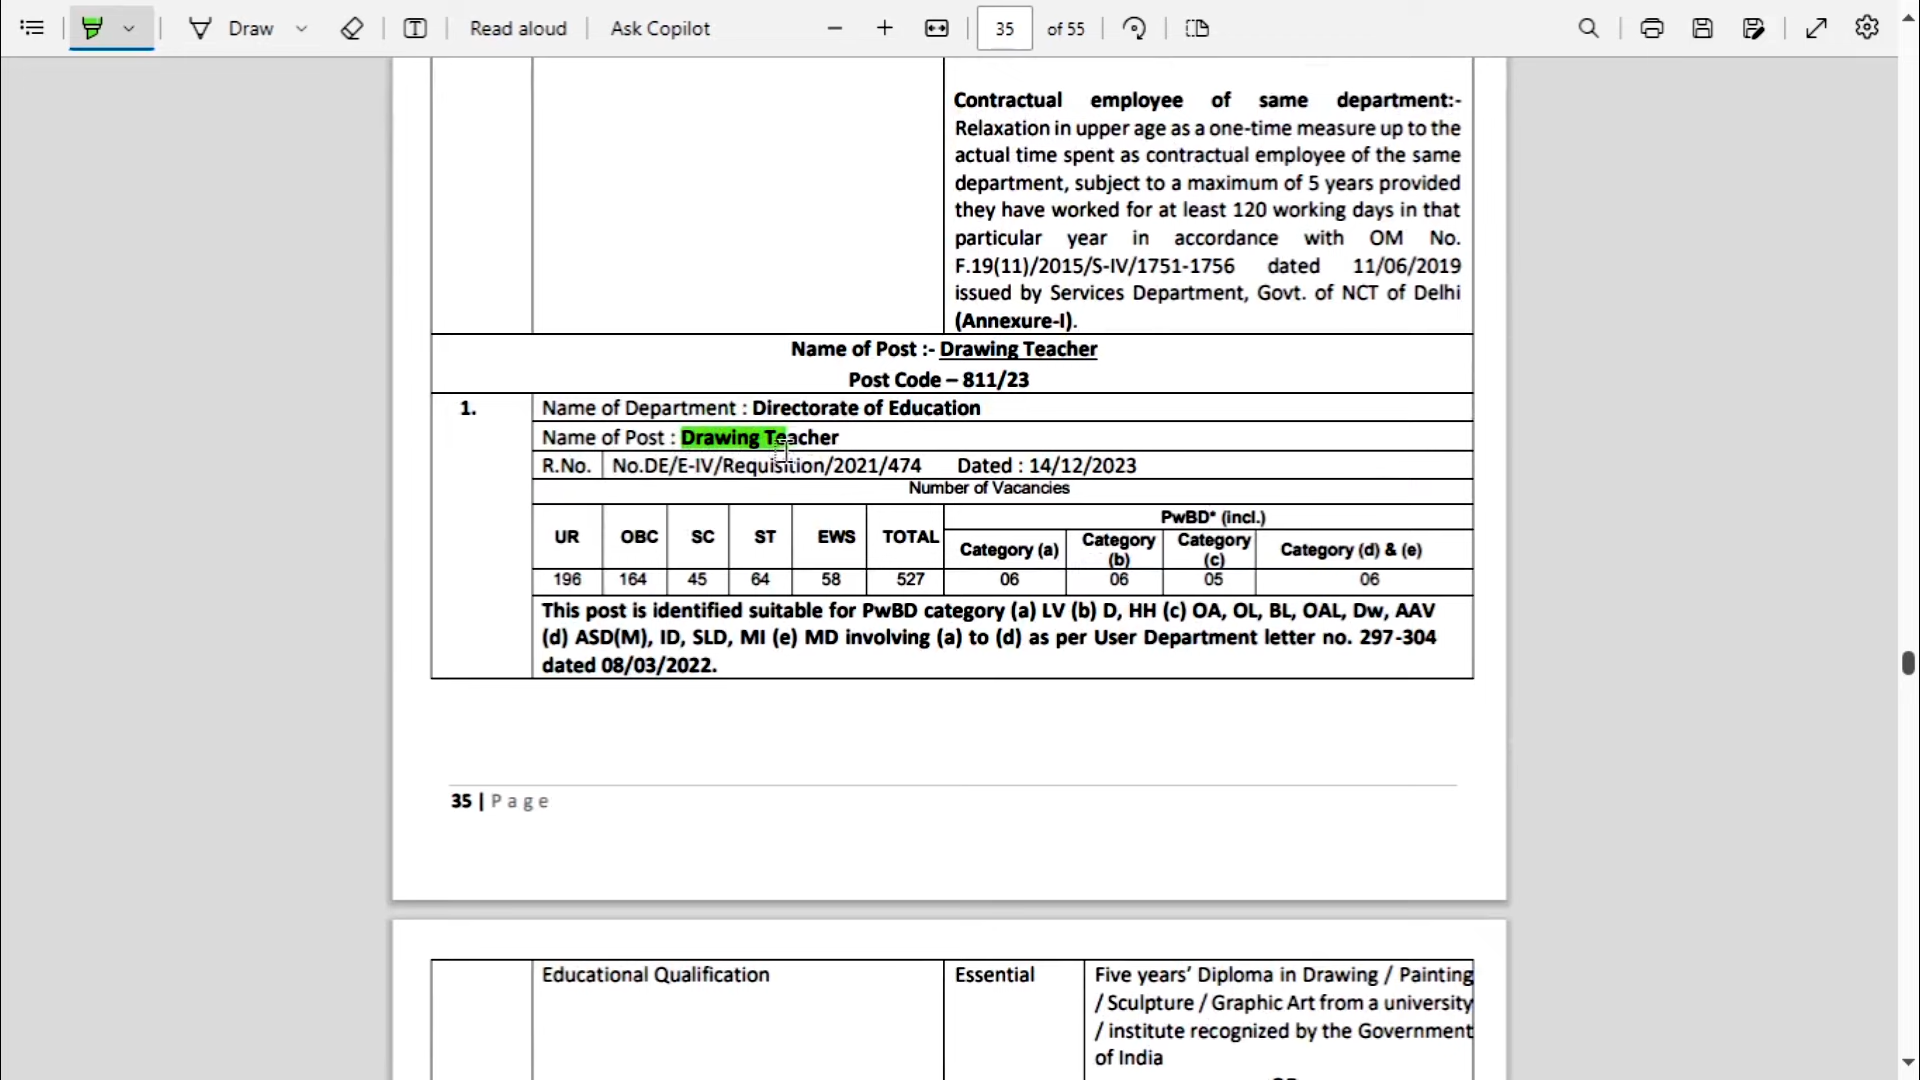 Draw
Read aloud
Ask Copilot
35 of 55
Contractual employee of same department:-
Relaxation in upper age as a one-time measure up to the
actual time spent as contractual employee of the same
department, subject to a maximum of 5 years provided
they have worked for at least 120 working days in that
particular year in accordance with OM No.
F.19(11)/2015/S-IV/1751-1756 dated 11/06/2019
issued by Services Department, Govt. of NCT of Delhi
(Annexure-I).
Name of Post :- Drawing Teacher
Post Code – 811/23
1. Name of Department : Directorate of Education
Name of Post : Drawing Teacher
R.No. No.DE/E-IV/Requisition/2021/474 Dated : 14/12/2023
Number of Vacancies
UR OBC SC ST EWS TOTAL PwBD* (incl.)
Category (a) Category (b) Category (c) Category (d) & (e)
196 164 45 64 58 527 06 06 05 06
This post is identified suitable for PwBD category (a) LV (b) D, HH (c) OA, OL, BL, OAL, Dw, AAV
(d) ASD(M), ID, SLD, MI (e) MD involving (a) to (d) as per User Department letter no. 297-304
dated 08/03/2022.
35 | Page
Educational Qualification Essential Five years' Diploma in Drawing / Painting
/ Sculpture / Graphic Art from a university
/ institute recognized by the Government
of India